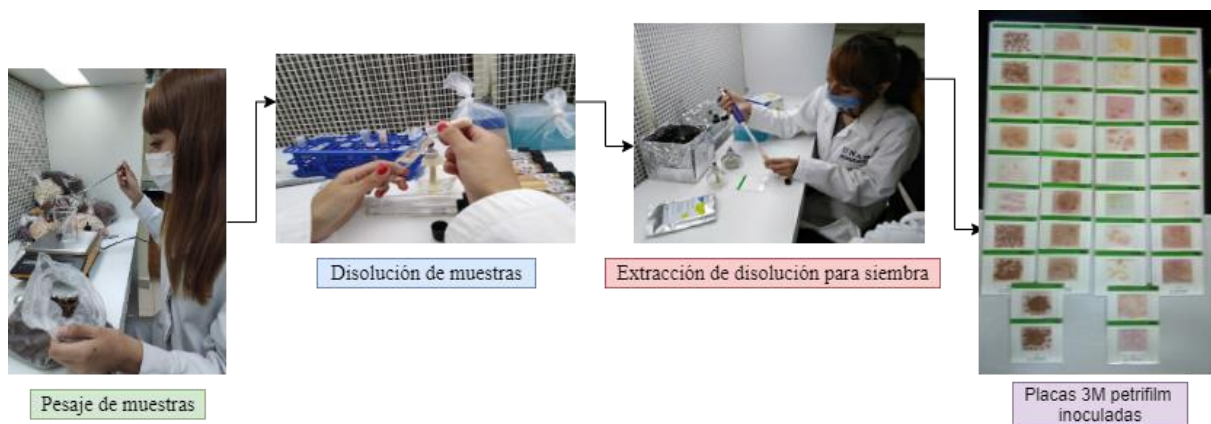 Pesaje de muestras
Disolución de muestras
Extracción de disolución para siembra
Placas 3M petrifilm
inoculadas